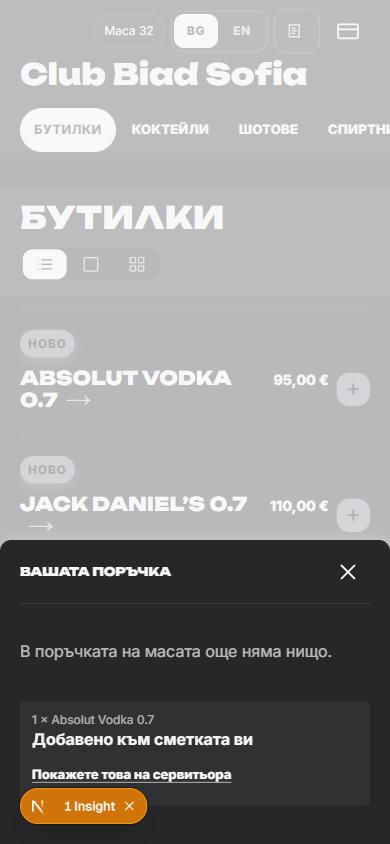 Маса 32
BG
EN
Club Biad Sofia
БУТИЛКИ
КОКТЕЙЛИ
ШОТОВЕ
СПИРТНИ
БУТИЛКИ
НОВО
ABSOLUT VODKA 0.7 →
95,00 €
+
НОВО
JACK DANIEL'S 0.7 →
110,00 €
+
ВАШАТА ПОРЪЧКА
В поръчката на масата още няма нищо.
1 × Absolut Vodka 0.7
Добавено към сметката ви
Покажете това на сервитьора
N
1 Insight